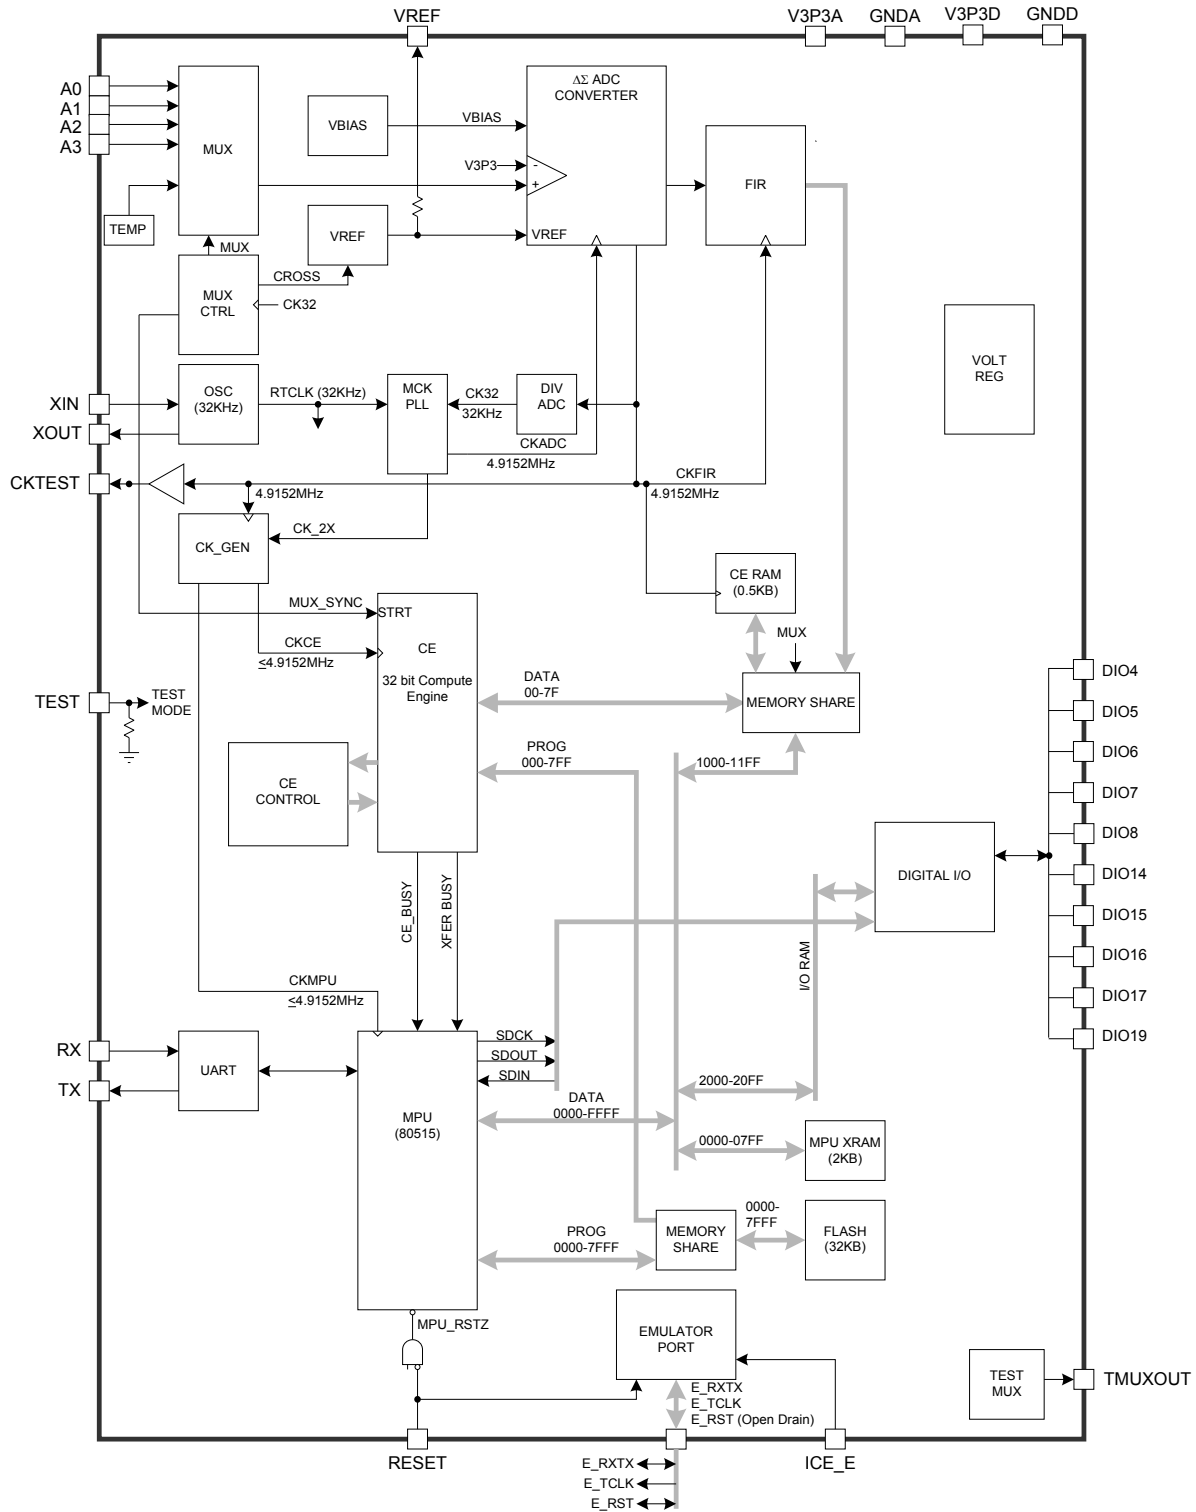 VREF
V3P3A
GNDA
V3P3D
GNDD
A0
A1
A2
A3
MUX
TEMP
VBIAS
VBIAS
V3P3
-
+
ΔΣ ADC
CONVERTER
VREF
FIR
VREF
MUX
CROSS
MUX
CTRL
CK32
VOLT
REG
XIN
XOUT
OSC
(32KHz)
RTCLK (32KHz)
MCK
PLL
CK32
32KHz
DIV
ADC
CKADC
4.9152MHz
CKTEST
4.9152MHz
CKFIR
4.9152MHz
CK_GEN
CK_2X
CE RAM
(0.5KB)
MUX_SYNC
STRT
CKCE
≤4.9152MHz
CE
32 bit Compute
Engine
MUX
DATA
00-7F
MEMORY SHARE
TEST
TEST
MODE
PROG
000-7FF
1000-11FF
CE
CONTROL
DIO4
DIO5
DIO6
DIO7
DIO8
DIO14
DIO15
DIO16
DIO17
DIO19
DIGITAL I/O
CE_BUSY
XFER BUSY
I/O RAM
CKMPU
≤4.9152MHz
RX
TX
UART
MPU
(80515)
SDCK
SDOUT
SDIN
DATA
0000-FFFF
2000-20FF
0000-07FF
MPU XRAM
(2KB)
PROG
0000-7FFF
MEMORY
SHARE
0000-
7FFF
FLASH
(32KB)
MPU_RSTZ
EMULATOR
PORT
E_RXTX
E_TCLK
E_RST (Open Drain)
TEST
MUX
TMUXOUT
RESET
ICE_E
E_RXTX
E_TCLK
E_RST